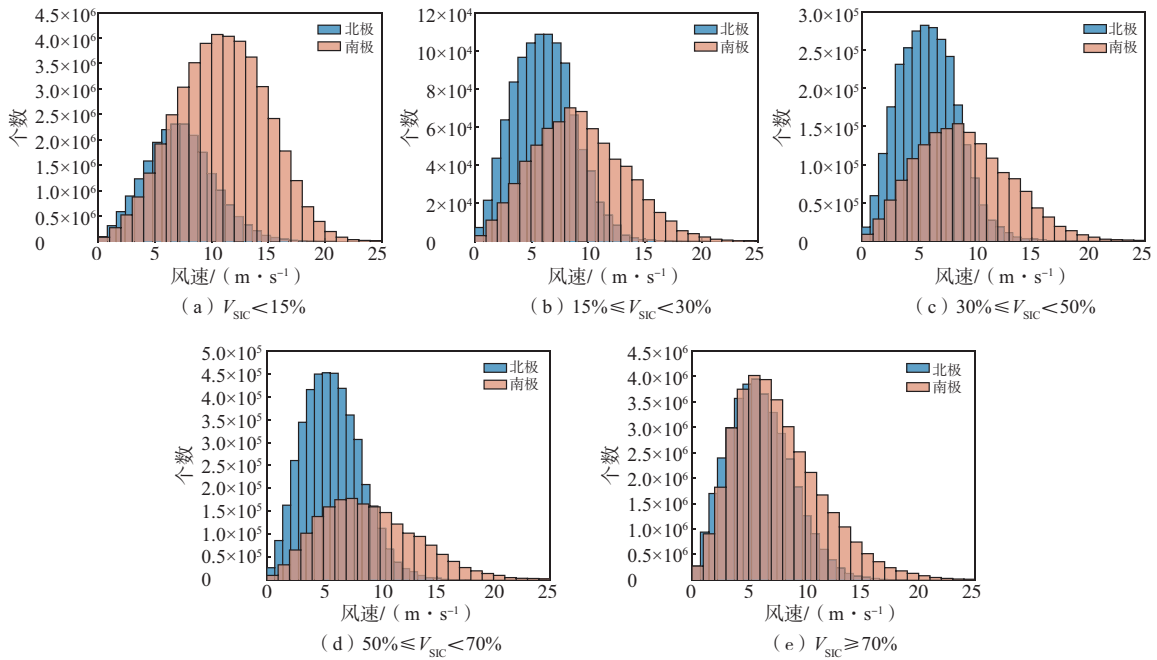 4.5×10⁶
4.0×10⁶
3.5×10⁶
3.0×10⁶
2.5×10⁶
2.0×10⁶
1.5×10⁶
1.0×10⁶
0.5×10⁶
0
个数
北极
南极
0 5 10 15 20 25
风速/（m·s⁻¹）
（a）V_SIC<15%
12×10⁴
10×10⁴
8×10⁴
6×10⁴
4×10⁴
2×10⁴
0
个数
北极
南极
0 5 10 15 20 25
风速/（m·s⁻¹）
（b）15%≤V_SIC<30%
3.0×10⁵
2.5×10⁵
2.0×10⁵
1.5×10⁵
1.0×10⁵
0.5×10⁵
0
个数
北极
南极
0 5 10 15 20 25
风速/（m·s⁻¹）
（c）30%≤V_SIC<50%
5.0×10⁵
4.5×10⁵
4.0×10⁵
3.5×10⁵
4.5×10⁵
3.0×10⁵
2.0×10⁵
1.5×10⁵
1.0×10⁵
0.5×10⁵
0
个数
北极
南极
0 5 10 15 20 25
风速/（m·s⁻¹）
（d）50%≤V_SIC<70%
4.5×10⁶
4.0×10⁶
3.5×10⁶
4.5×10⁶
3.0×10⁶
2.0×10⁶
1.5×10⁶
1.0×10⁶
0.5×10⁶
0
个数
北极
南极
0 5 10 15 20 25
风速/（m·s⁻¹）
（e）V_SIC≥70%